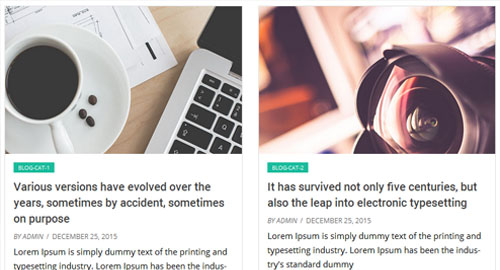 BLOG-CAT-1
Various versions have evolved over the
years, sometimes by accident, sometimes
on purpose
BY ADMIN / DECEMBER 25, 2015
Lorem Ipsum is simply dummy text of the printing and
typesetting industry. Lorem Ipsum has been the indus-
BLOG-CAT-2
It has survived not only five centuries, but
also the leap into electronic typesetting
BY ADMIN / DECEMBER 25, 2015
Lorem Ipsum is simply dummy text of the printing and
typesetting industry. Lorem Ipsum has been the indus-
try's standard dummy